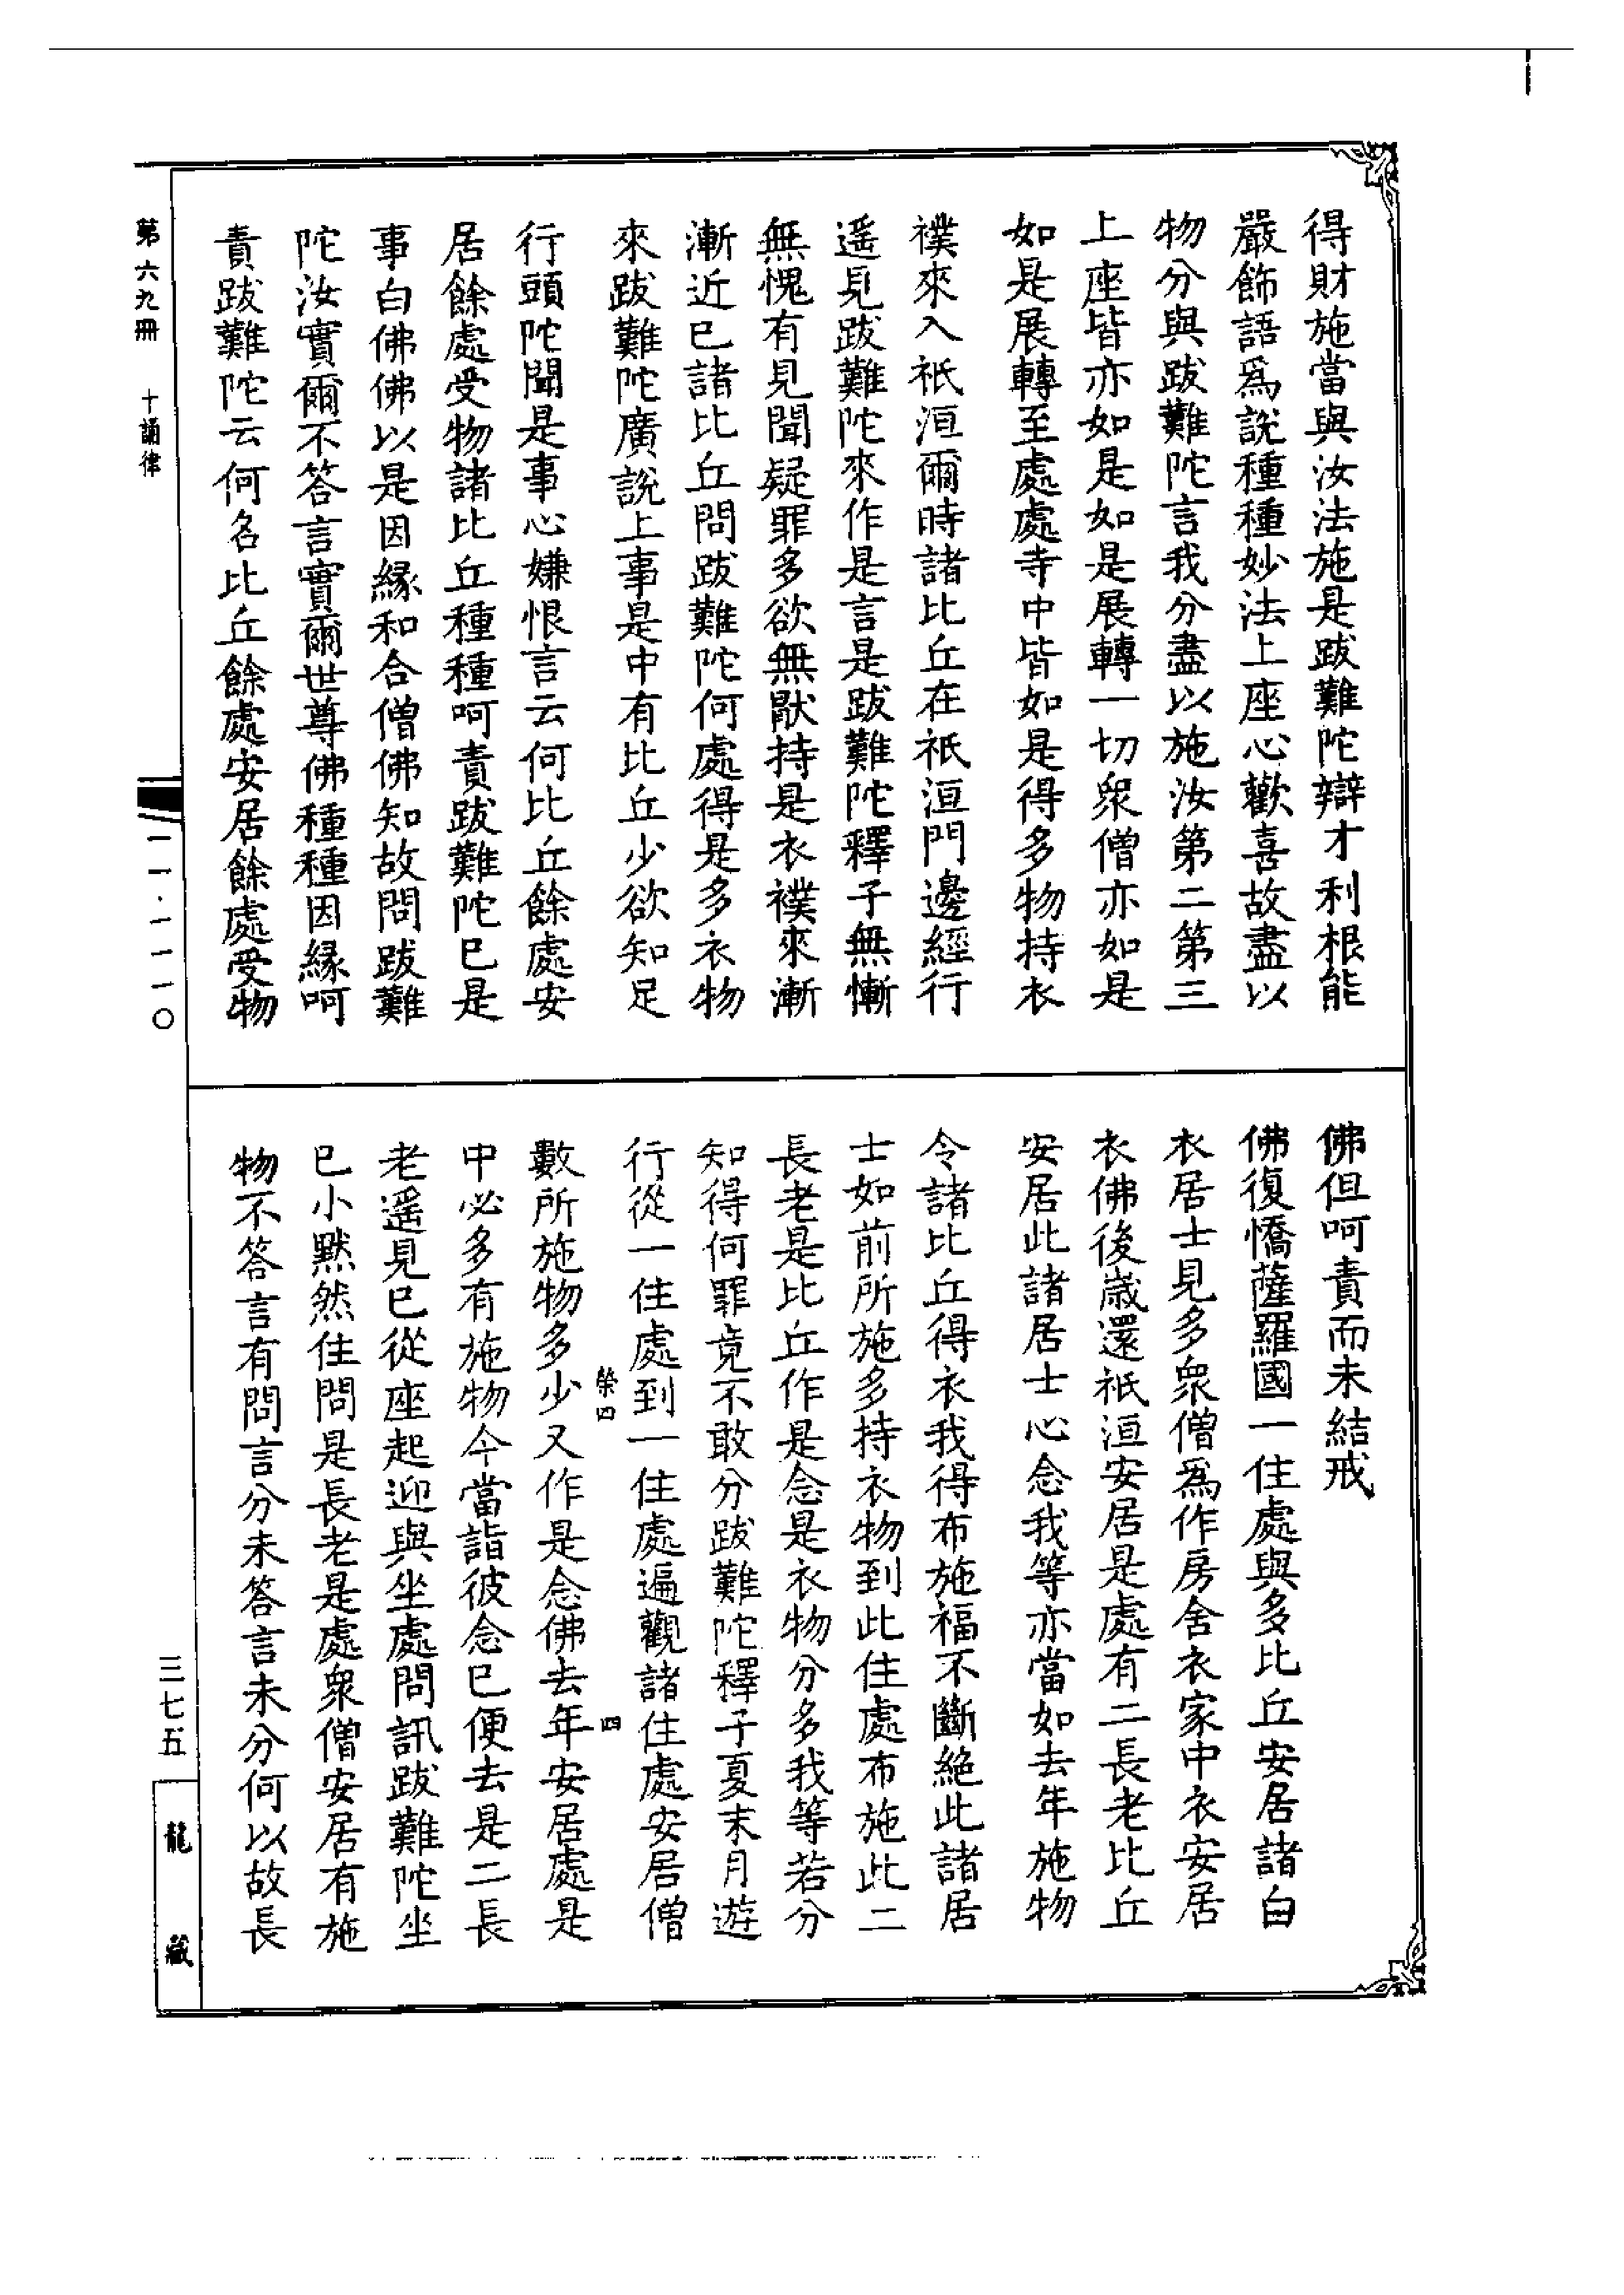 得財施當與汝法施是跋難陀辯才利根能
嚴飾語爲說種種妙法上座心歡喜故盡以
物分與跋難陀言我分盡以施汝第二第三
上座皆亦如是如是展轉一切衆僧亦如是
如是展轉至處處寺中皆如是得多物持衣
襆來入祇洹爾時諸比丘在祇洹門邊經行
遥見跋難陀來作是言是跋難陀釋子無慚
無愧有見聞疑罪多欲無猒持是衣襆來漸
漸近已諸比丘問跋難陀何處得是多衣物
來跋難陀廣說上事是中有比丘少欲知足
行頭陀聞是事心嫌恨言云何比丘餘處安
居餘處受物諸比丘種種呵責跋難陀已是
事白佛佛以是因緣和合僧佛知故問跋難
陀汝實爾不答言實爾世尊佛種種因緣呵
責跋難陀云何名比丘餘處安居餘處受物
佛但呵責而未結戒
佛復憍薩羅國一住處與多比丘安居諸白
衣居士見多衆僧爲作房舍衣家中衣安居
衣佛後歲還祇洹安居是處有二長老比丘
安居此諸居士心念我等亦當如去年施物
令諸比丘得衣我得布施福不斷絶此諸居
士如前所施多持衣物到此住處布施此二
長老是比丘作是念是衣物分多我等若分
知得何罪竟不敢分跋難陀釋子夏末月遊
行從一住處到一住處遍觀諸住處安居僧
榮四
四
數所施物多少又作是念佛去年安居處是
中必多有施物今當詣彼念已便去是二長
老遥見已從座起迎與坐處問訊跋難陀坐
已小黙然住問是長老是處衆僧安居有施
物不答言有問言分未答言未分何以故長
第六九冊
十誦律
一一·一一一〇
三七五
龍藏